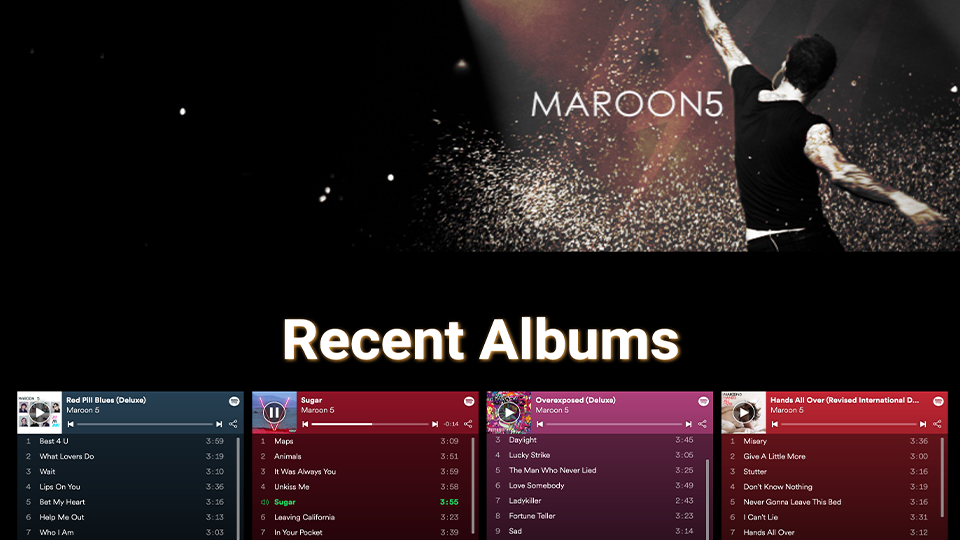 MAROON5
Recent Albums
Red Pill Blues (Deluxe)
Maroon 5
1 Best 4 U 3:59
2 What Lovers Do 3:19
3 Wait 3:10
4 Lips On You 3:36
5 Bet My Heart 3:16
6 Help Me Out 3:13
7 Who I Am 3:03
Sugar
Maroon 5
-0:14
1 Maps 3:09
2 Animals 3:51
3 It Was Always You 3:59
4 Unkiss Me 3:58
Sugar 3:55
6 Leaving California 3:23
7 In Your Pocket 3:39
Overexposed (Deluxe)
Maroon 5
3 Daylight 3:45
4 Lucky Strike 3:05
5 The Man Who Never Lied 3:25
6 Love Somebody 3:49
7 Ladykiller 2:43
8 Fortune Teller 3:23
9 Sad 3:14
Hands All Over (Revised International D...
Maroon 5
1 Misery 3:36
2 Give A Little More 3:00
3 Stutter 3:16
4 Don't Know Nothing 3:19
5 Never Gonna Leave This Bed 3:16
6 I Can't Lie 3:31
7 Hands All Over 3:12